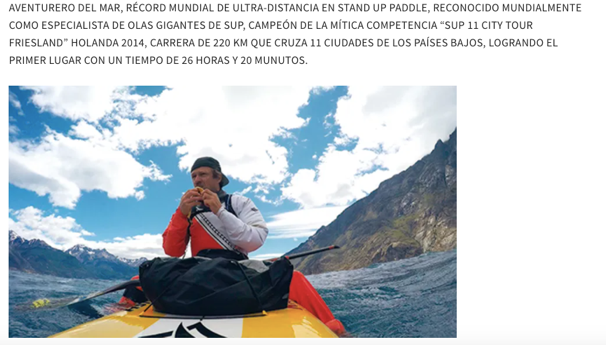 AVENTURERO DEL MAR, RÉCORD MUNDIAL DE ULTRA-DISTANCIA EN STAND UP PADDLE, RECONOCIDO MUNDIALMENTE
COMO ESPECIALISTA DE OLAS GIGANTES DE SUP, CAMPEÓN DE LA MÍTICA COMPETENCIA “SUP 11 CITY TOUR
FRIESLAND” HOLANDA 2014, CARRERA DE 220 KM QUE CRUZA 11 CIUDADES DE LOS PAÍSES BAJOS, LOGRANDO EL
PRIMER LUGAR CON UN TIEMPO DE 26 HORAS Y 20 MUNUTOS.